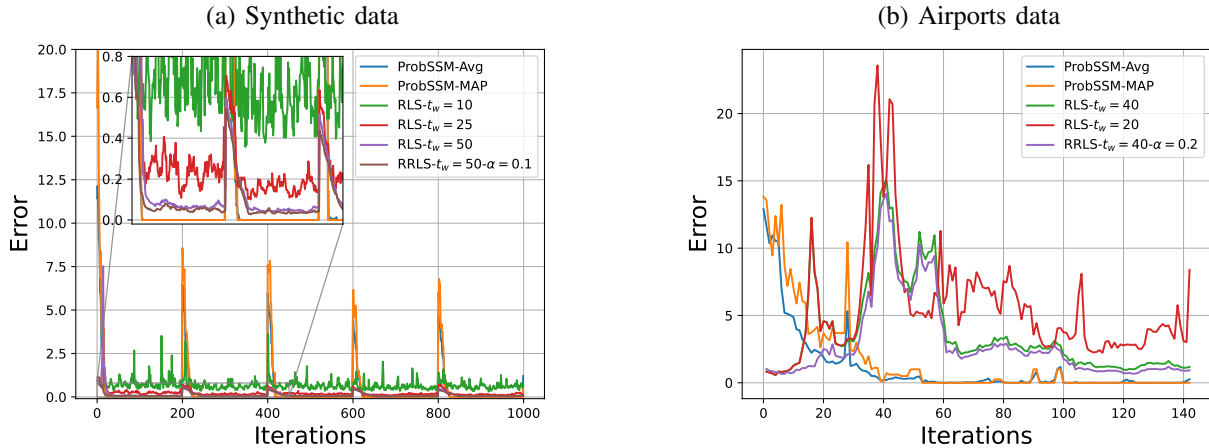 (a) Synthetic data
20.0
17.5
15.0
12.5
10.0
7.5
5.0
2.5
0.0
Error
0.8
0.6
0.4
0.2
0.0
ProbSSM-Avg
ProbSSM-MAP
RLS-t_w = 10
RLS-t_w = 25
RLS-t_w = 50
RRLS-t_w = 50-α = 0.1
0 200 400 600 800 1000
Iterations
(b) Airports data
20
15
10
5
0
Error
ProbSSM-Avg
ProbSSM-MAP
RLS-t_w = 40
RLS-t_w = 20
RRLS-t_w = 40-α = 0.2
0 20 40 60 80 100 120 140
Iterations